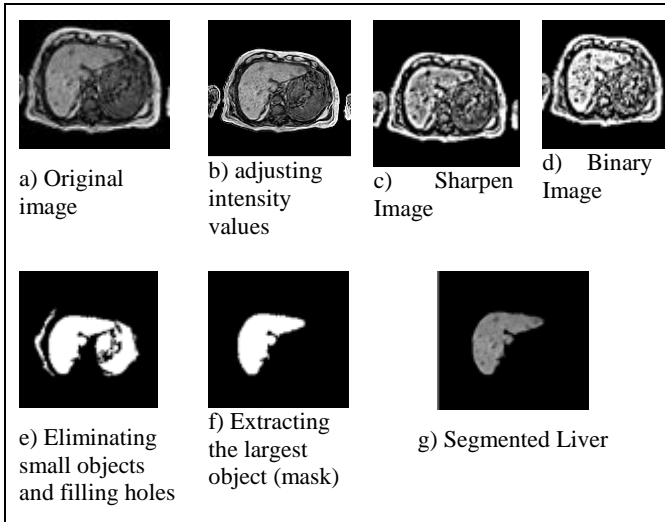 a) Original
image
b) adjusting
intensity
values
c) Sharpen
Image
d) Binary
Image
e) Eliminating
small objects
and filling holes
f) Extracting
the largest
object (mask)
g) Segmented Liver